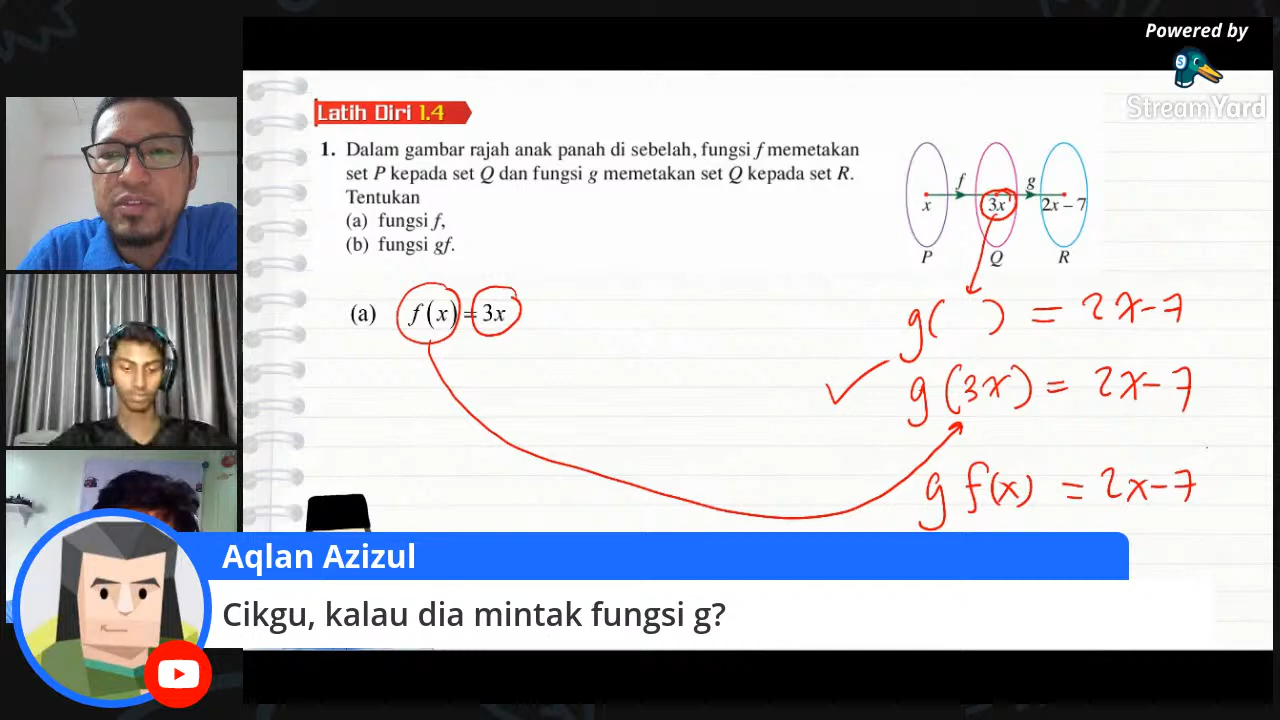 Powered by
StreamYard
Latih Diri 1.4
1. Dalam gambar rajah anak panah di sebelah, fungsi f memetakan
set P kepada set Q dan fungsi g memetakan set Q kepada set R.
Tentukan
(a) fungsi f,
(b) fungsi gf.
f g
x 3x 2x – 7
P Q R
(a) f(x) = 3x
g( ) = 2x-7
g(3x) = 2x-7
g f(x) = 2x-7
Aqlan Azizul
Cikgu, kalau dia mintak fungsi g?